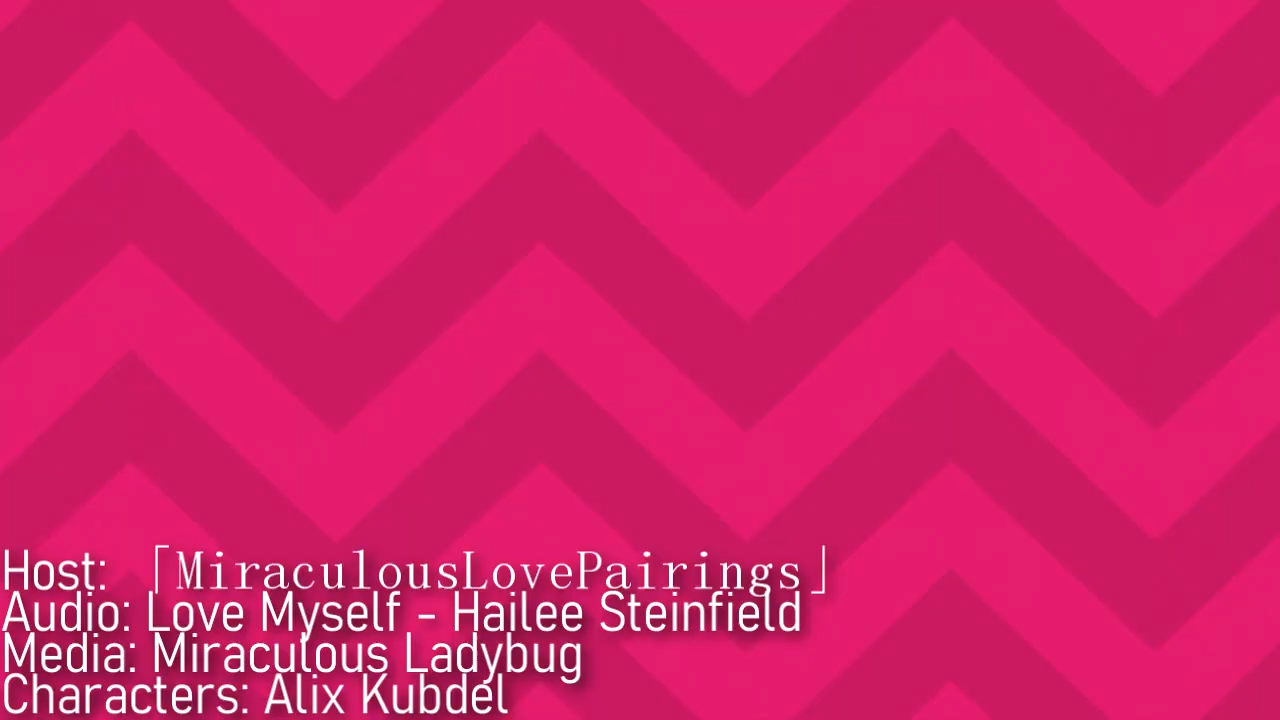 Host: ｢MiraculousLovePairings｣
Audio: Love Myself - Hailee Steinfield
Media: Miraculous Ladybug
Characters: Alix Kubdel